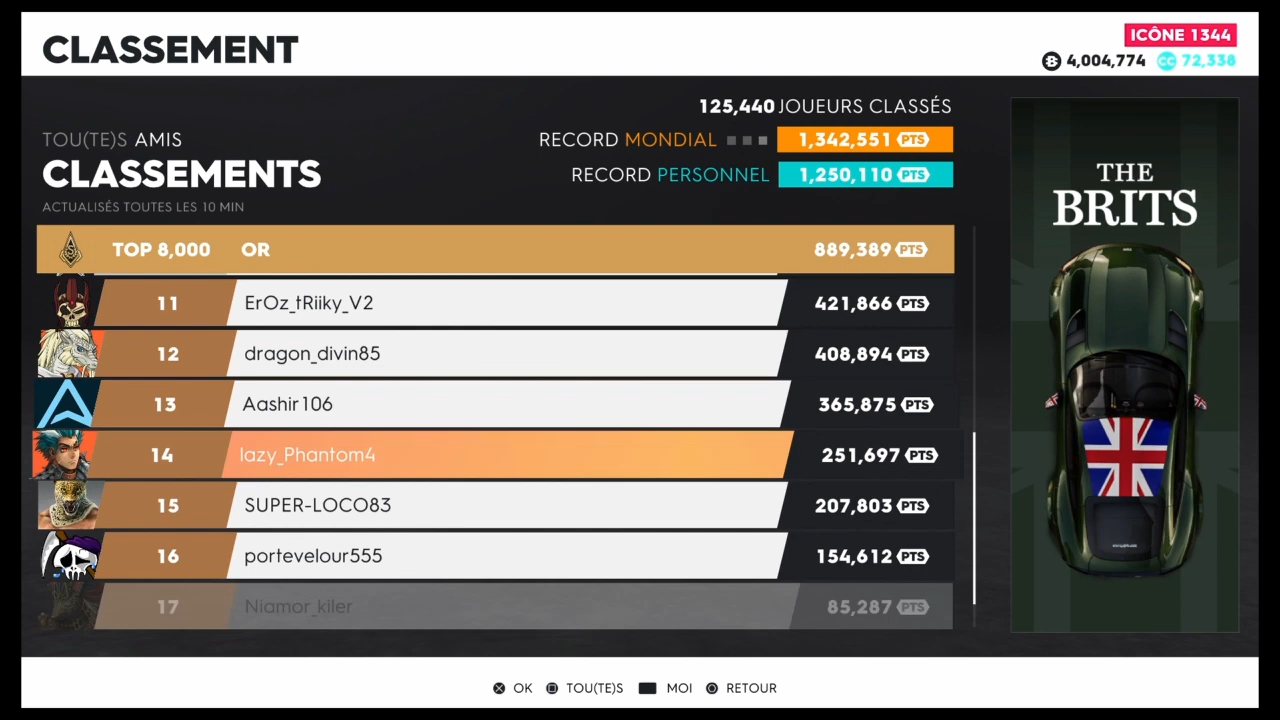 CLASSEMENT
ICÔNE 1344
4,004,774 CC 72,338
125,440 JOUEURS CLASSÉS
TOU(TE)S AMIS
RECORD MONDIAL 1,342,551 PTS
CLASSEMENTS
RECORD PERSONNEL 1,250,110 PTS
ACTUALISÉS TOUTES LES 10 MIN
TOP 8,000 OR 889,389 PTS
11 ErOz_tRiiky_V2 421,866 PTS
12 dragon_divin85 408,894 PTS
13 Aashir106 365,875 PTS
14 lazy_Phantom4 251,697 PTS
15 SUPER-LOCO83 207,803 PTS
16 portevelour555 154,612 PTS
17 Niamor_kiler 85,287 PTS
THE
BRITS
OK TOU(TE)S MOI RETOUR